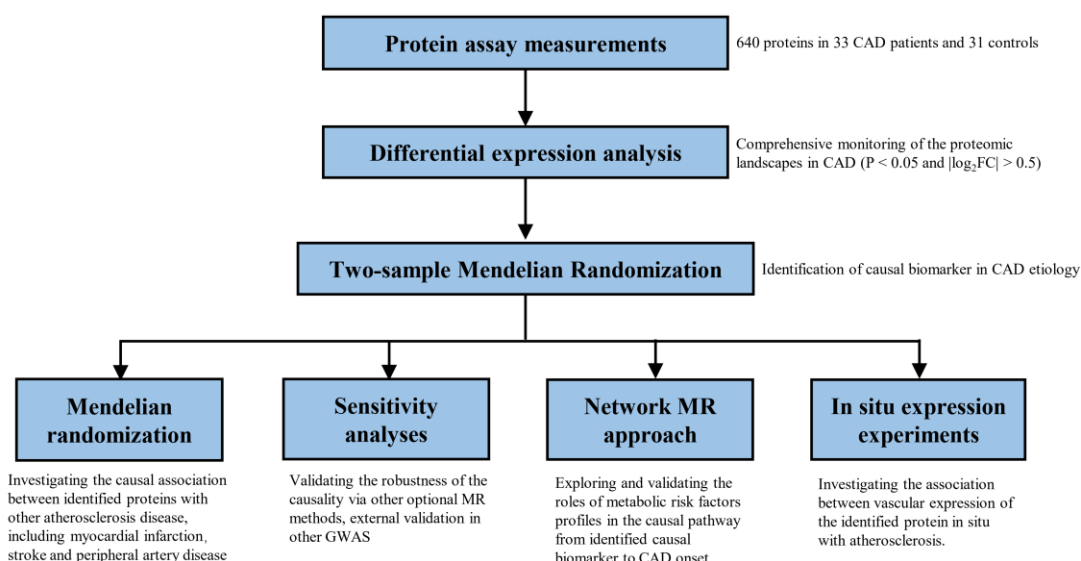 Protein assay measurements
640 proteins in 33 CAD patients and 31 controls
Differential expression analysis
Comprehensive monitoring of the proteomic
landscapes in CAD (P < 0.05 and |log₂FC| > 0.5)
Two-sample Mendelian Randomization
Identification of causal biomarker in CAD etiology
Mendelian
randomization
Investigating the causal association
between identified proteins with
other atherosclerosis disease,
including myocardial infarction,
stroke and peripheral artery disease
Sensitivity
analyses
Validating the robustness of the
causality via other optional MR
methods, external validation in
other GWAS
Network MR
approach
Exploring and validating the
roles of metabolic risk factors
profiles in the causal pathway
from identified causal
biomarker to CAD onset
In situ expression
experiments
Investigating the association
between vascular expression of
the identified protein in situ
with atherosclerosis.